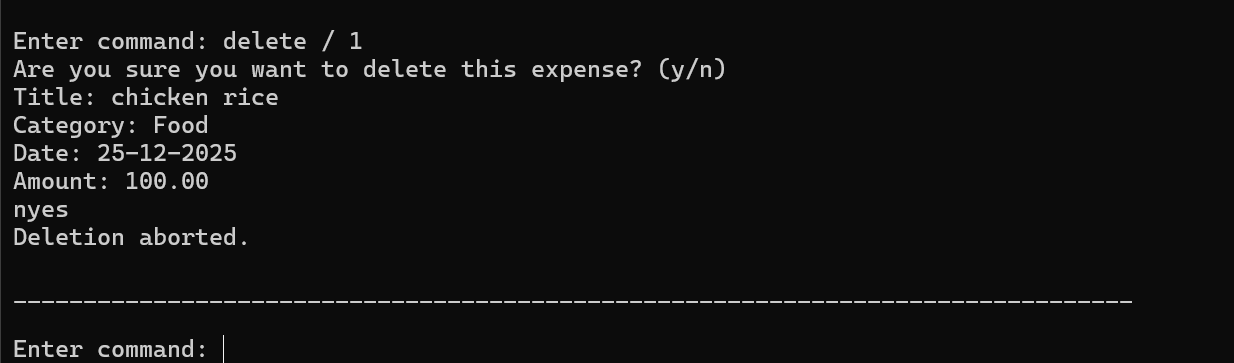 Enter command: delete / 1
Are you sure you want to delete this expense? (y/n)
Title: chicken rice
Category: Food
Date: 25-12-2025
Amount: 100.00
nyes
Deletion aborted.
________________________________________________________________________________
Enter command: